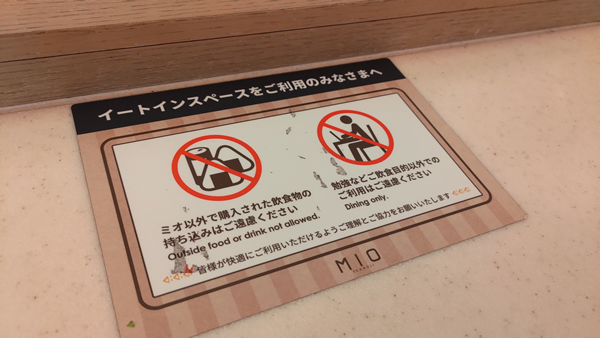 イートインスペースをご利用のみなさまへ
ミオ以外で購入された飲食物の
持ち込みはご遠慮ください
Outside food or drink not allowed.
勉強などご飲食目的以外での
ご利用はご遠慮ください
Dining only.
皆様が快適にご利用いただけるようご理解とご協力をお願いいたします
MIO